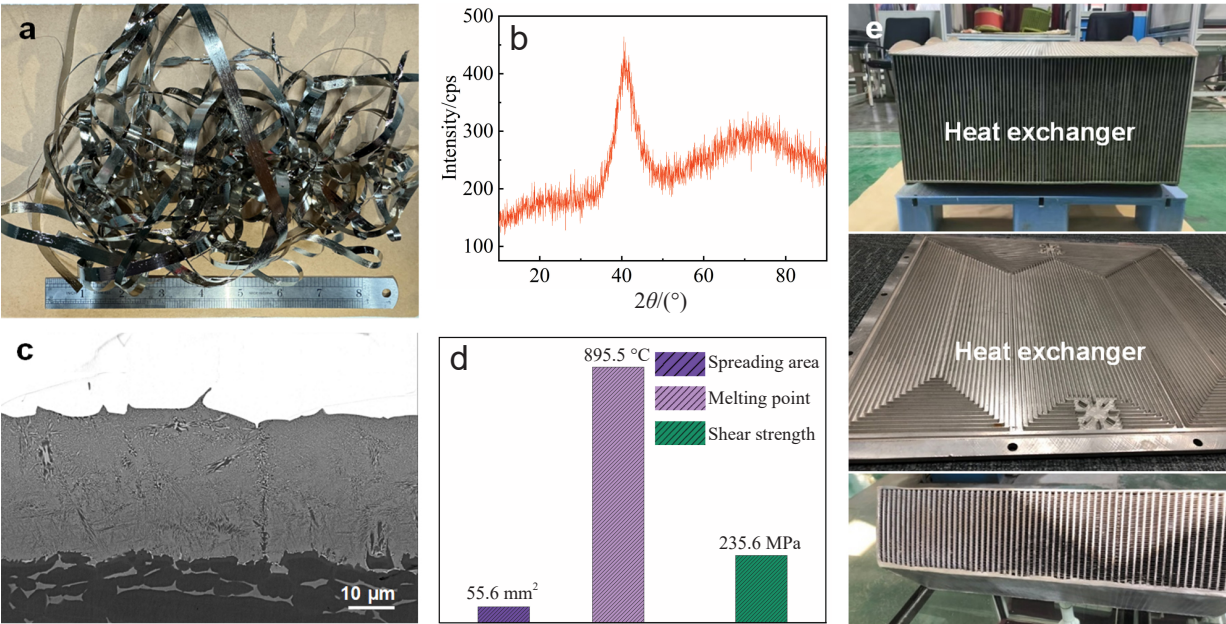 a
1 2 3 4 5 6 7 8
b
500
400
300
200
100
Intensity/cps
20 40 60 80
2θ/(°)
c
10 μm
d
895.5 °C
Spreading area
Melting point
Shear strength
235.6 MPa
55.6 mm²
e
Heat exchanger
Heat exchanger